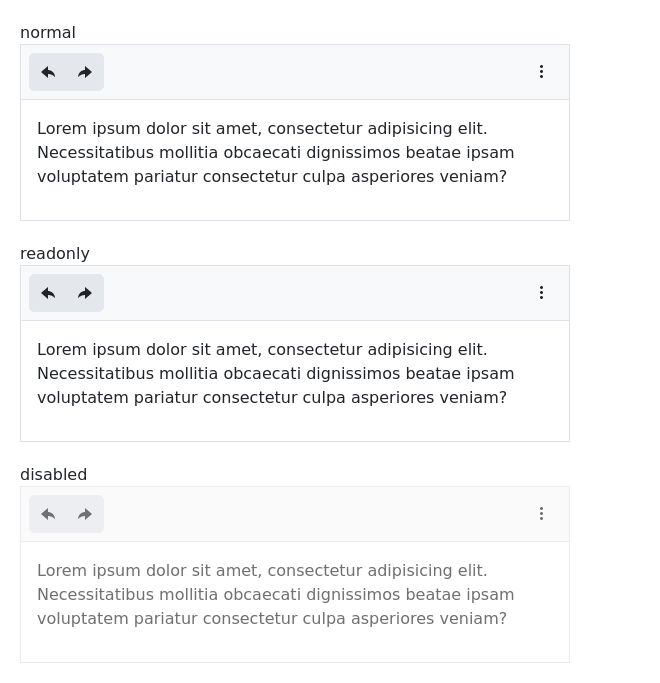 normal
Lorem ipsum dolor sit amet, consectetur adipisicing elit.
Necessitatibus mollitia obcaecati dignissimos beatae ipsam
voluptatem pariatur consectetur culpa asperiores veniam?
readonly
Lorem ipsum dolor sit amet, consectetur adipisicing elit.
Necessitatibus mollitia obcaecati dignissimos beatae ipsam
voluptatem pariatur consectetur culpa asperiores veniam?
disabled
Lorem ipsum dolor sit amet, consectetur adipisicing elit.
Necessitatibus mollitia obcaecati dignissimos beatae ipsam
voluptatem pariatur consectetur culpa asperiores veniam?